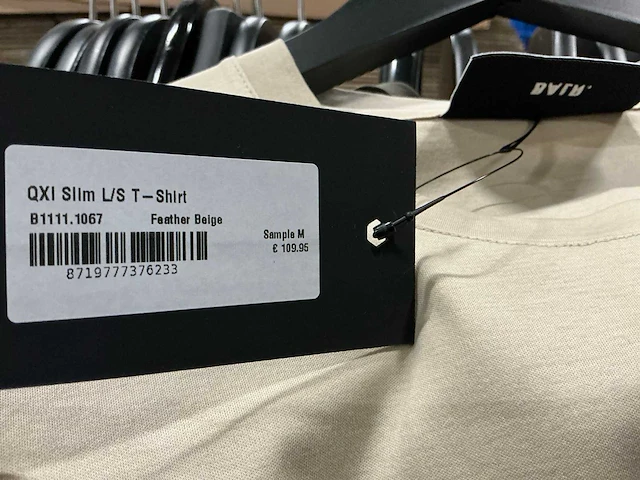 BALR.
QXI Slim L/S T-Shirt
B1111.1067 Feather Beige
Sample M
€ 109.95
8719777376233